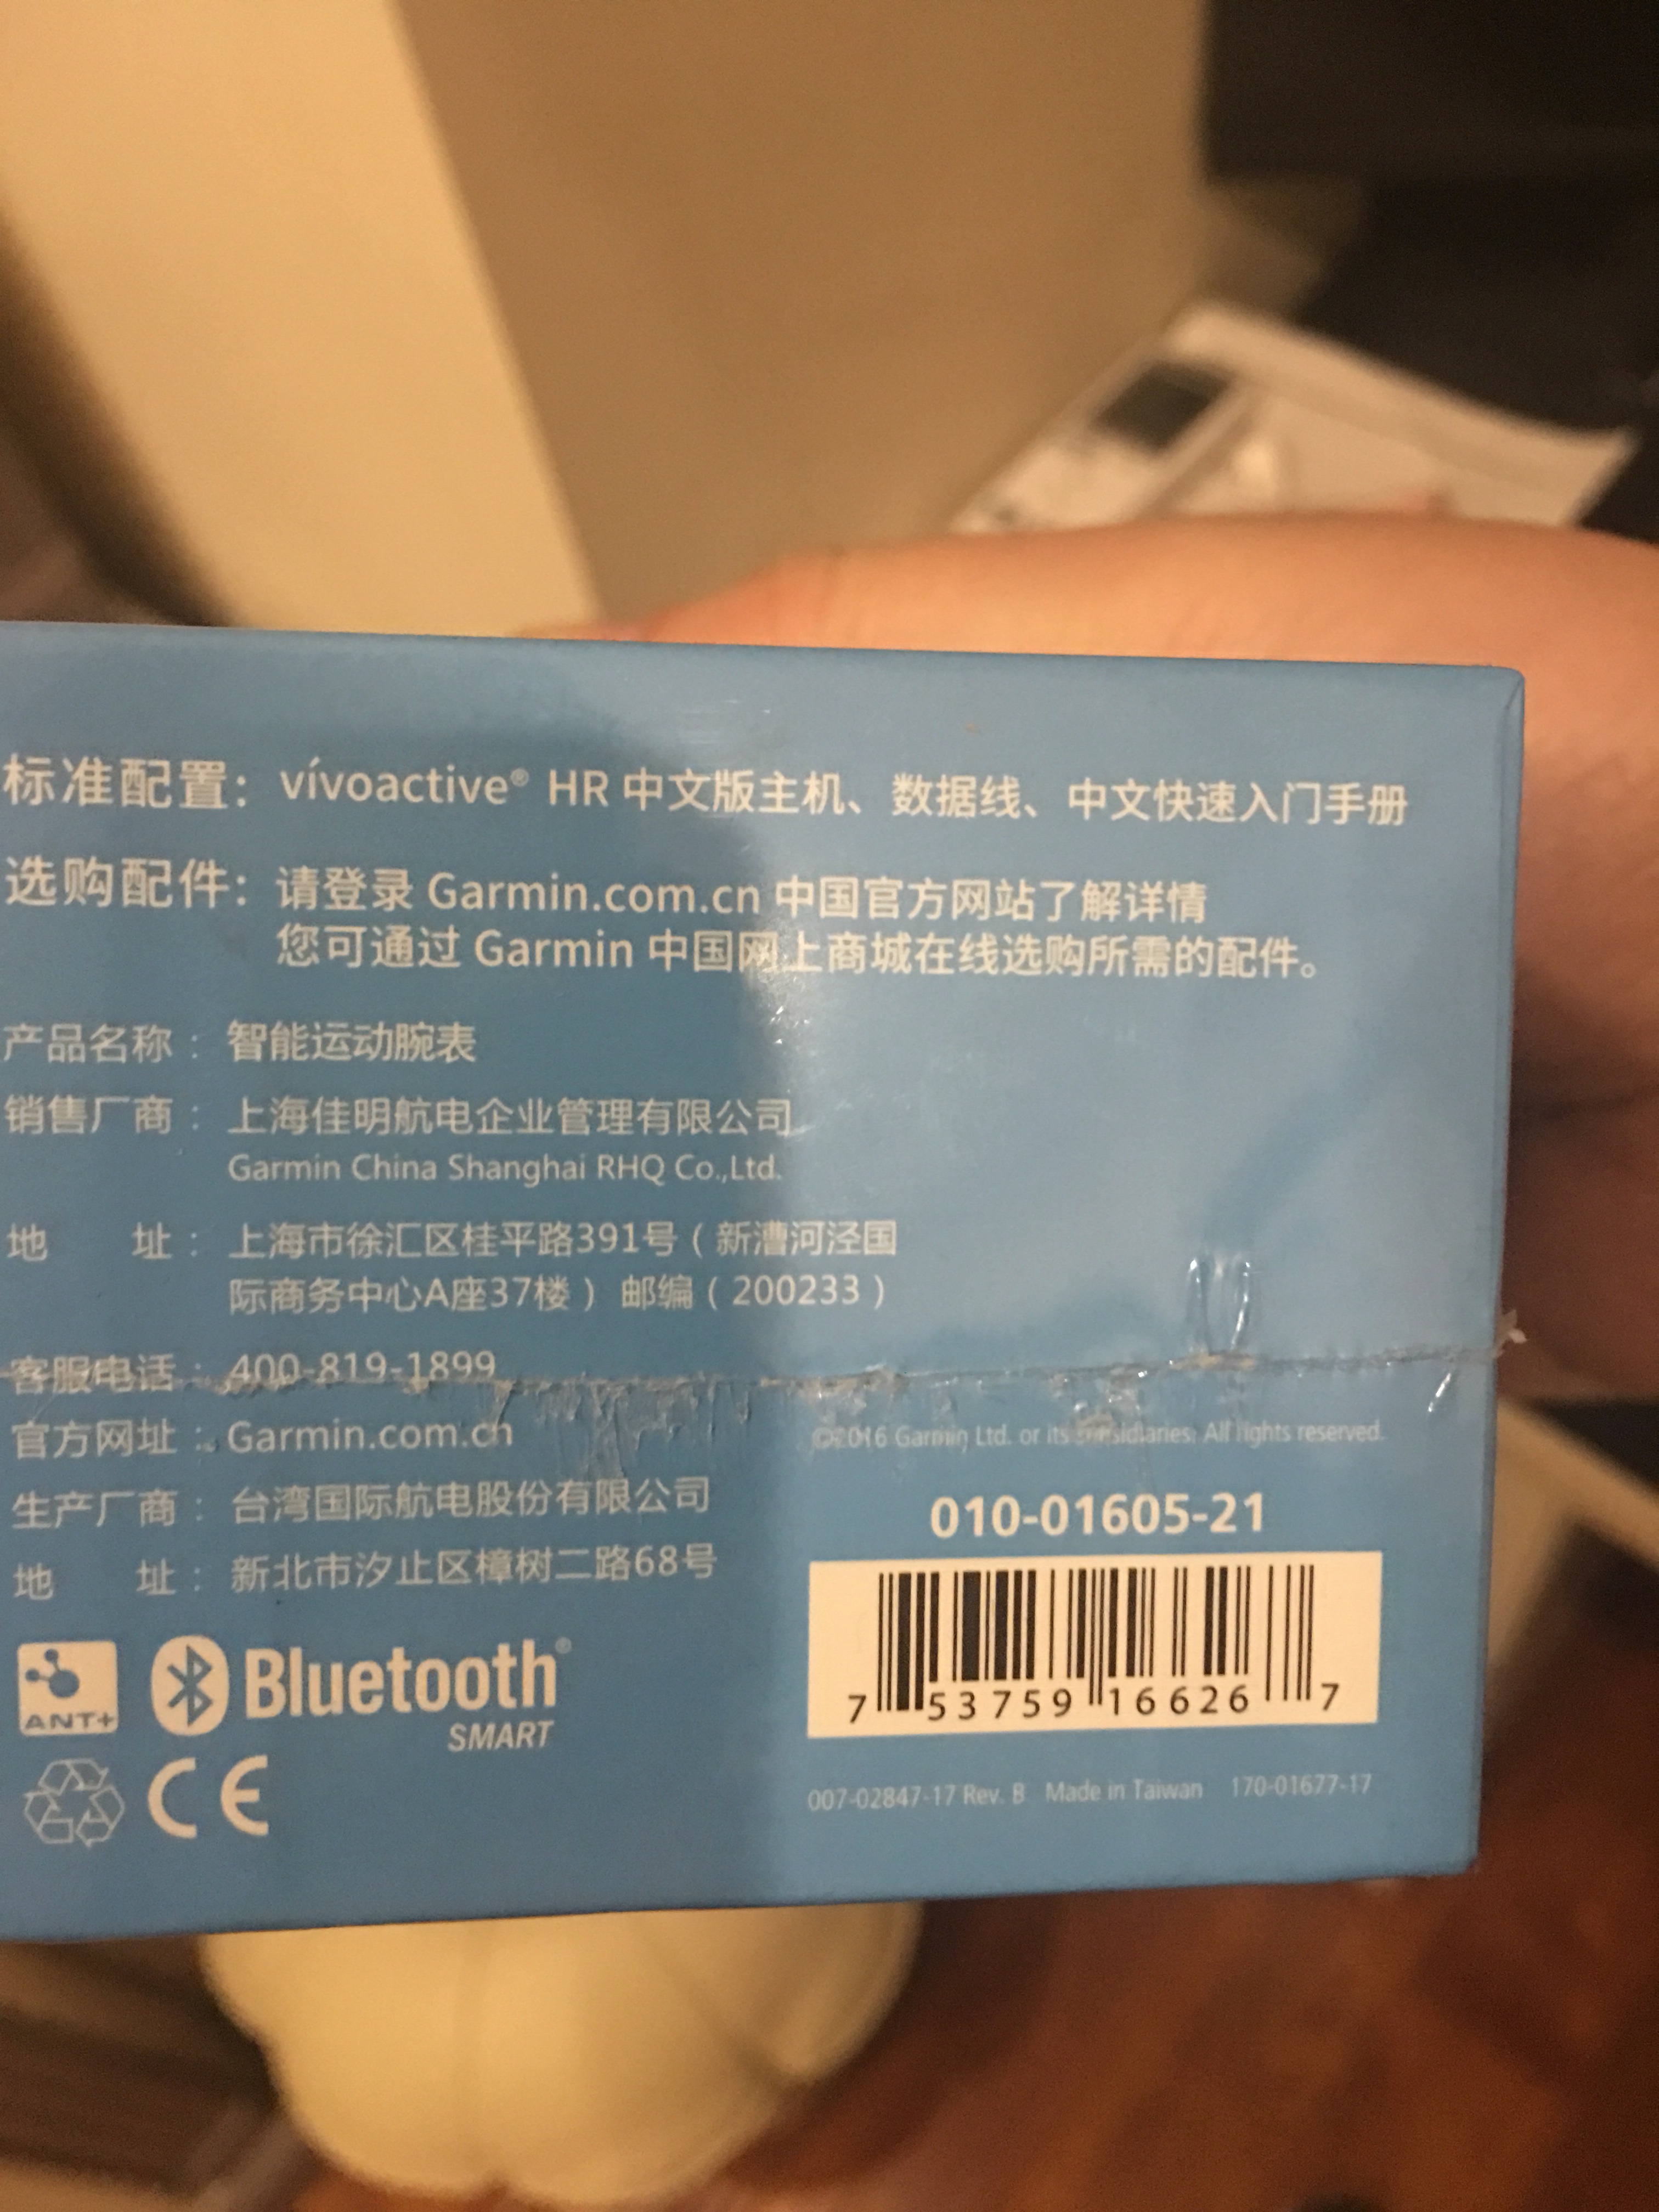 标准配置: vívoactive® HR 中文版主机、数据线、中文快速入门手册
选购配件: 请登录 Garmin.com.cn 中国官方网站了解详情
您可通过 Garmin 中国网上商城在线选购所需的配件。
产品名称: 智能运动腕表
销售厂商: 上海佳明航电企业管理有限公司
Garmin China Shanghai RHQ Co.,Ltd.
地 址: 上海市徐汇区桂平路391号(新漕河泾国
际商务中心A座37楼) 邮编(200233)
客服电话: 400-819-1899
官方网址: Garmin.com.cn
©2016 Garmin Ltd. or its subsidiaries. All rights reserved.
生产厂商: 台湾国际航电股份有限公司
地 址: 新北市汐止区樟树二路68号
010-01605-21
7 53759 16626 7
ANT+
Bluetooth®
SMART
CE
007-02847-17 Rev. B Made in Taiwan 170-01677-17